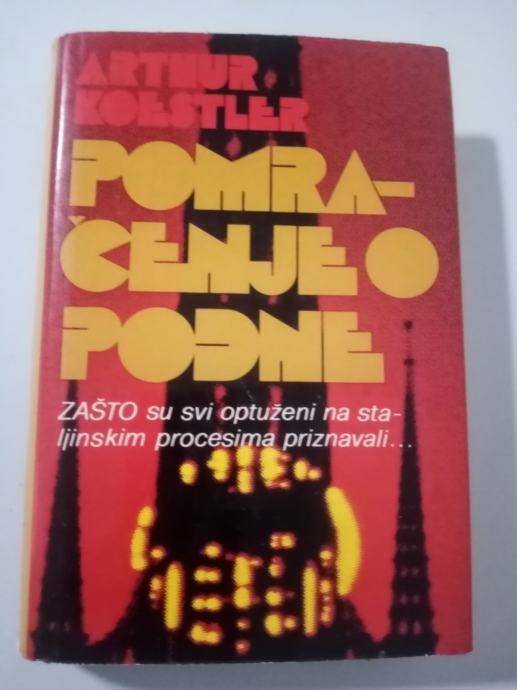 ARTHUR
KOESTLER
POMRA-
ČENJE O
PODNE
ZAŠTO su svi optuženi na sta-
ljinskim procesima priznavali...